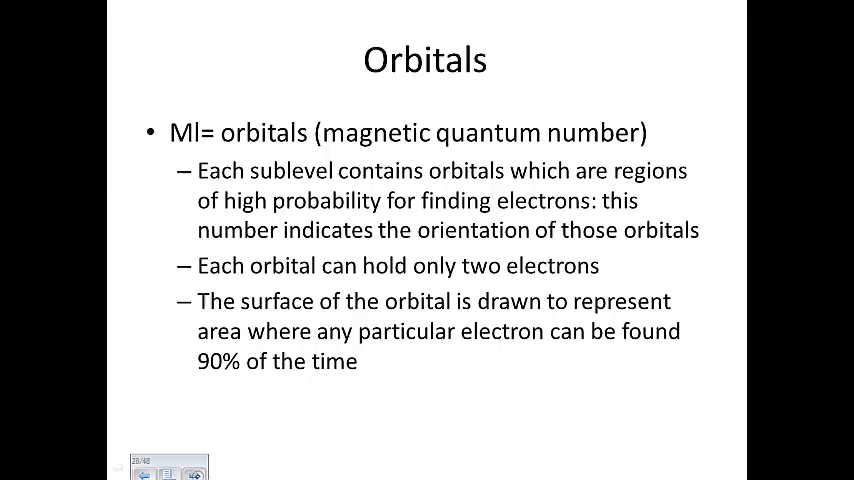 Orbitals
• Ml= orbitals (magnetic quantum number)
– Each sublevel contains orbitals which are regions
of high probability for finding electrons: this
number indicates the orientation of those orbitals
– Each orbital can hold only two electrons
– The surface of the orbital is drawn to represent
area where any particular electron can be found
90% of the time
28/48